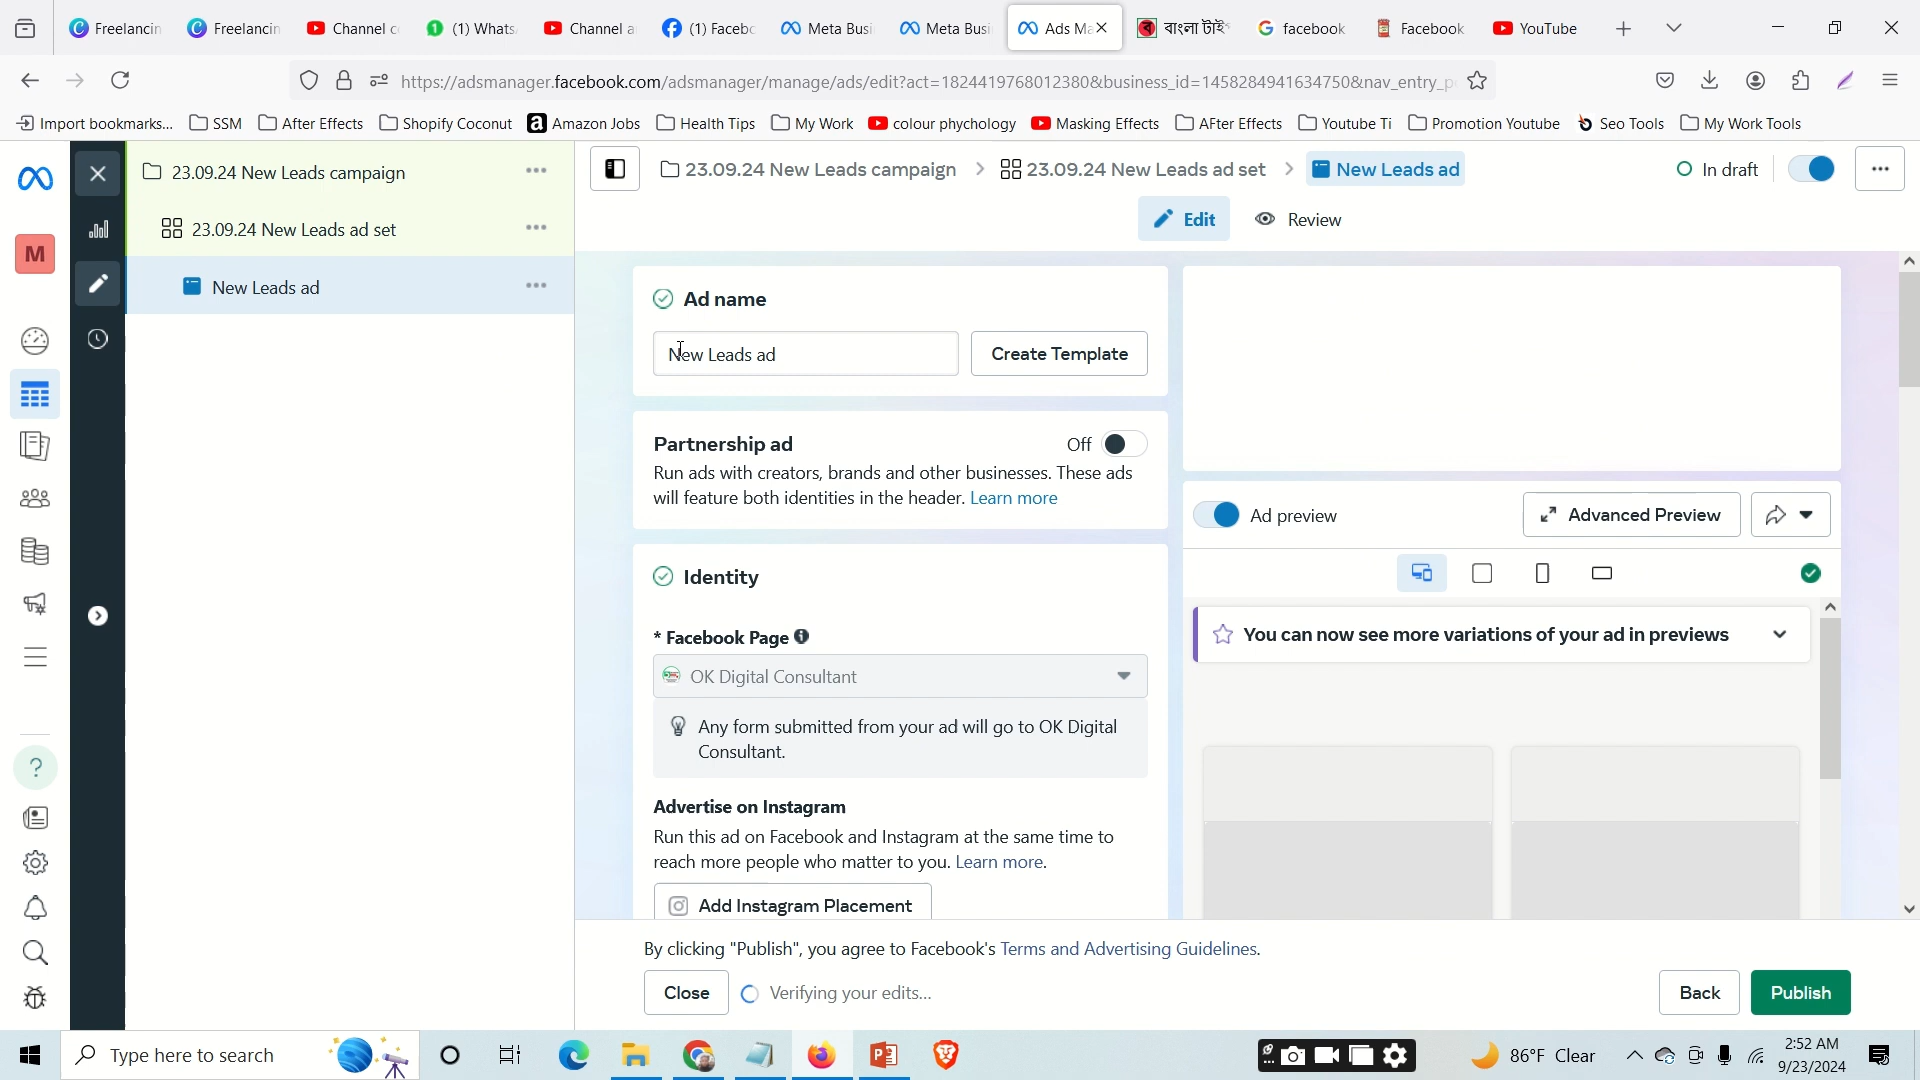 Freelancin
Freelancin
Channel c
(1) Whats
Channel a
(1) Facebc
Meta Busi
Meta Busi
Ads Ma
বাংলা টাইপ
facebook
Facebook
YouTube
https://adsmanager.facebook.com/adsmanager/manage/ads/edit?act=1824419768012380&business_id=1458284941634750&nav_entry_p
Import bookmarks...
SSM
After Effects
Shopify Coconut
Amazon Jobs
Health Tips
My Work
colour phychology
Masking Effects
AFter Effects
Youtube Ti
Promotion Youtube
Seo Tools
My Work Tools
23.09.24 New Leads campaign
23.09.24 New Leads ad set
New Leads ad
M
23.09.24 New Leads campaign
23.09.24 New Leads ad set
New Leads ad
In draft
Edit
Review
Ad name
New Leads ad
Create Template
Partnership ad
Off
Run ads with creators, brands and other businesses. These ads
will feature both identities in the header. Learn more
Identity
* Facebook Page
OK Digital Consultant
Any form submitted from your ad will go to OK Digital
Consultant.
Advertise on Instagram
Run this ad on Facebook and Instagram at the same time to
reach more people who matter to you. Learn more.
Add Instagram Placement
Ad preview
Advanced Preview
You can now see more variations of your ad in previews
By clicking "Publish", you agree to Facebook's Terms and Advertising Guidelines.
Close
Verifying your edits...
Back
Publish
Type here to search
86°F Clear
2:52 AM
9/23/2024